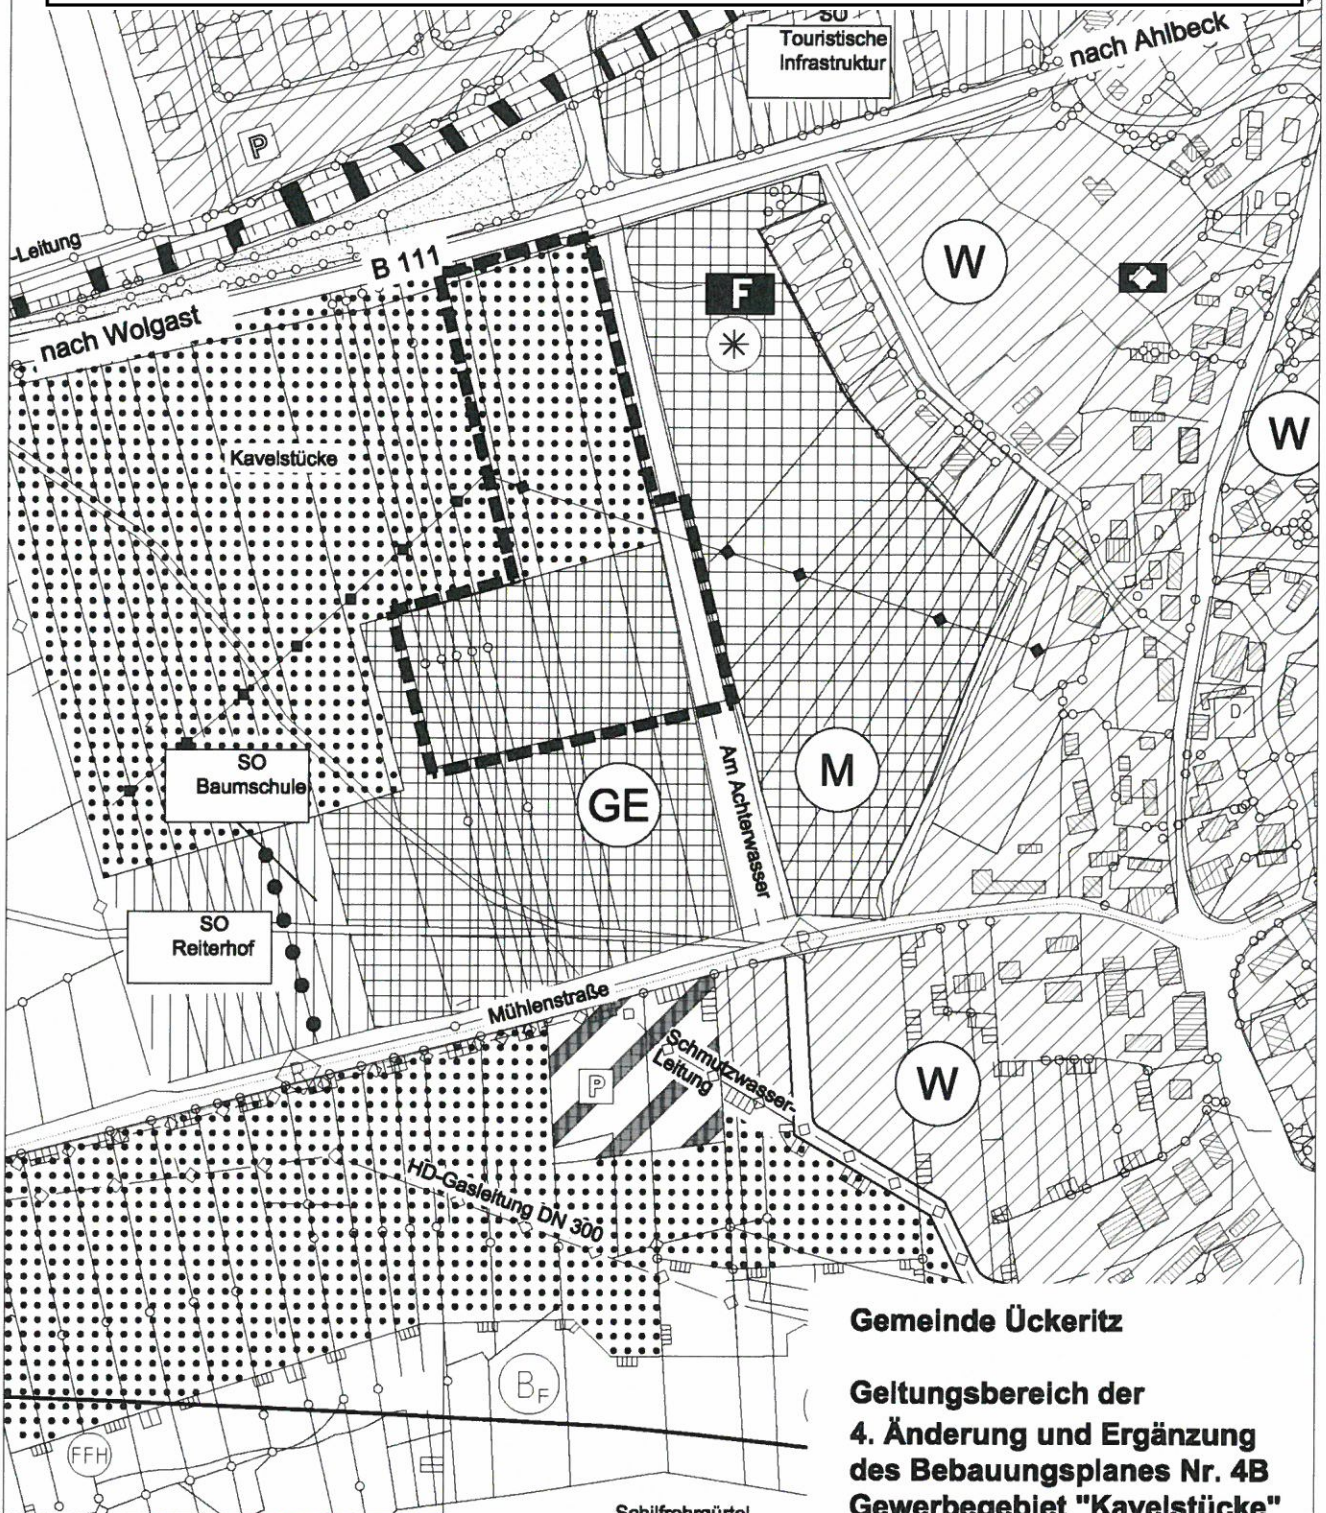 SO
Touristische
Infrastruktur
nach Ahlbeck
P
-Leitung
B 111
nach Wolgast
W
F
W
Kavelstücke
D
D
SO
Baumschule
GE
M
Am Achterwasser
SO
Reiterhof
R
Mühlenstraße
R
Schmutzwasser-
Leitung
P
W
HD-Gasleitung DN 300
Gemeinde Ückeritz
Geltungsbereich der
4. Änderung und Ergänzung
des Bebauungsplanes Nr. 4B
Gewerbegebiet "Kavelstücke"
BF
FFH
Schilfrohrgürtel